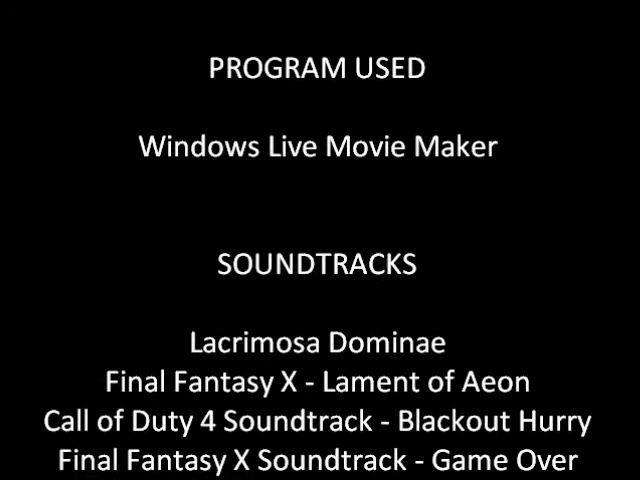 PROGRAM USED
Windows Live Movie Maker
SOUNDTRACKS
Lacrimosa Dominae
Final Fantasy X - Lament of Aeon
Call of Duty 4 Soundtrack - Blackout Hurry
Final Fantasy X Soundtrack - Game Over